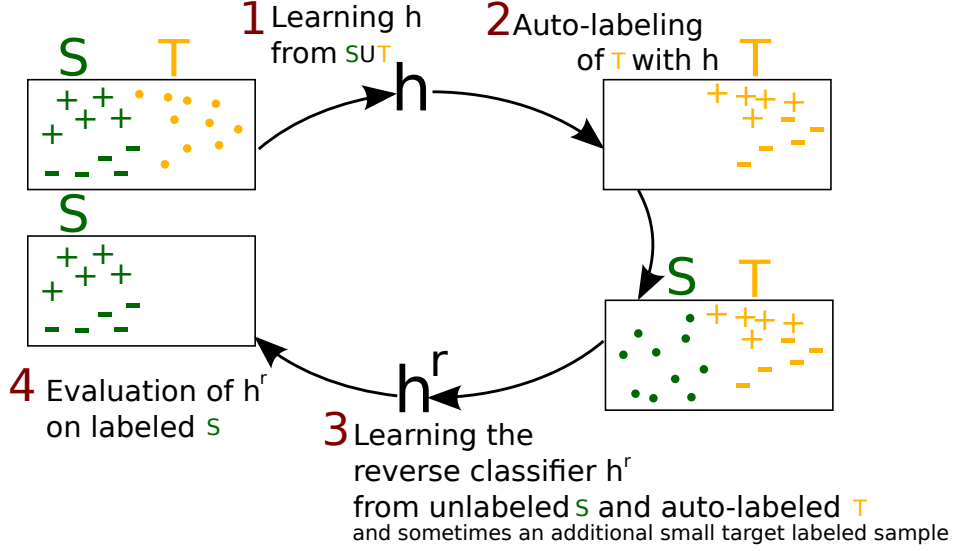 1 Learning h
from SUT
2 Auto-labeling
of T with h
S T
h
T
S
S T
h^r
4 Evaluation of h^r
on labeled S
3 Learning the
reverse classifier h^r
from unlabeled S and auto-labeled T
and sometimes an additional small target labeled sample